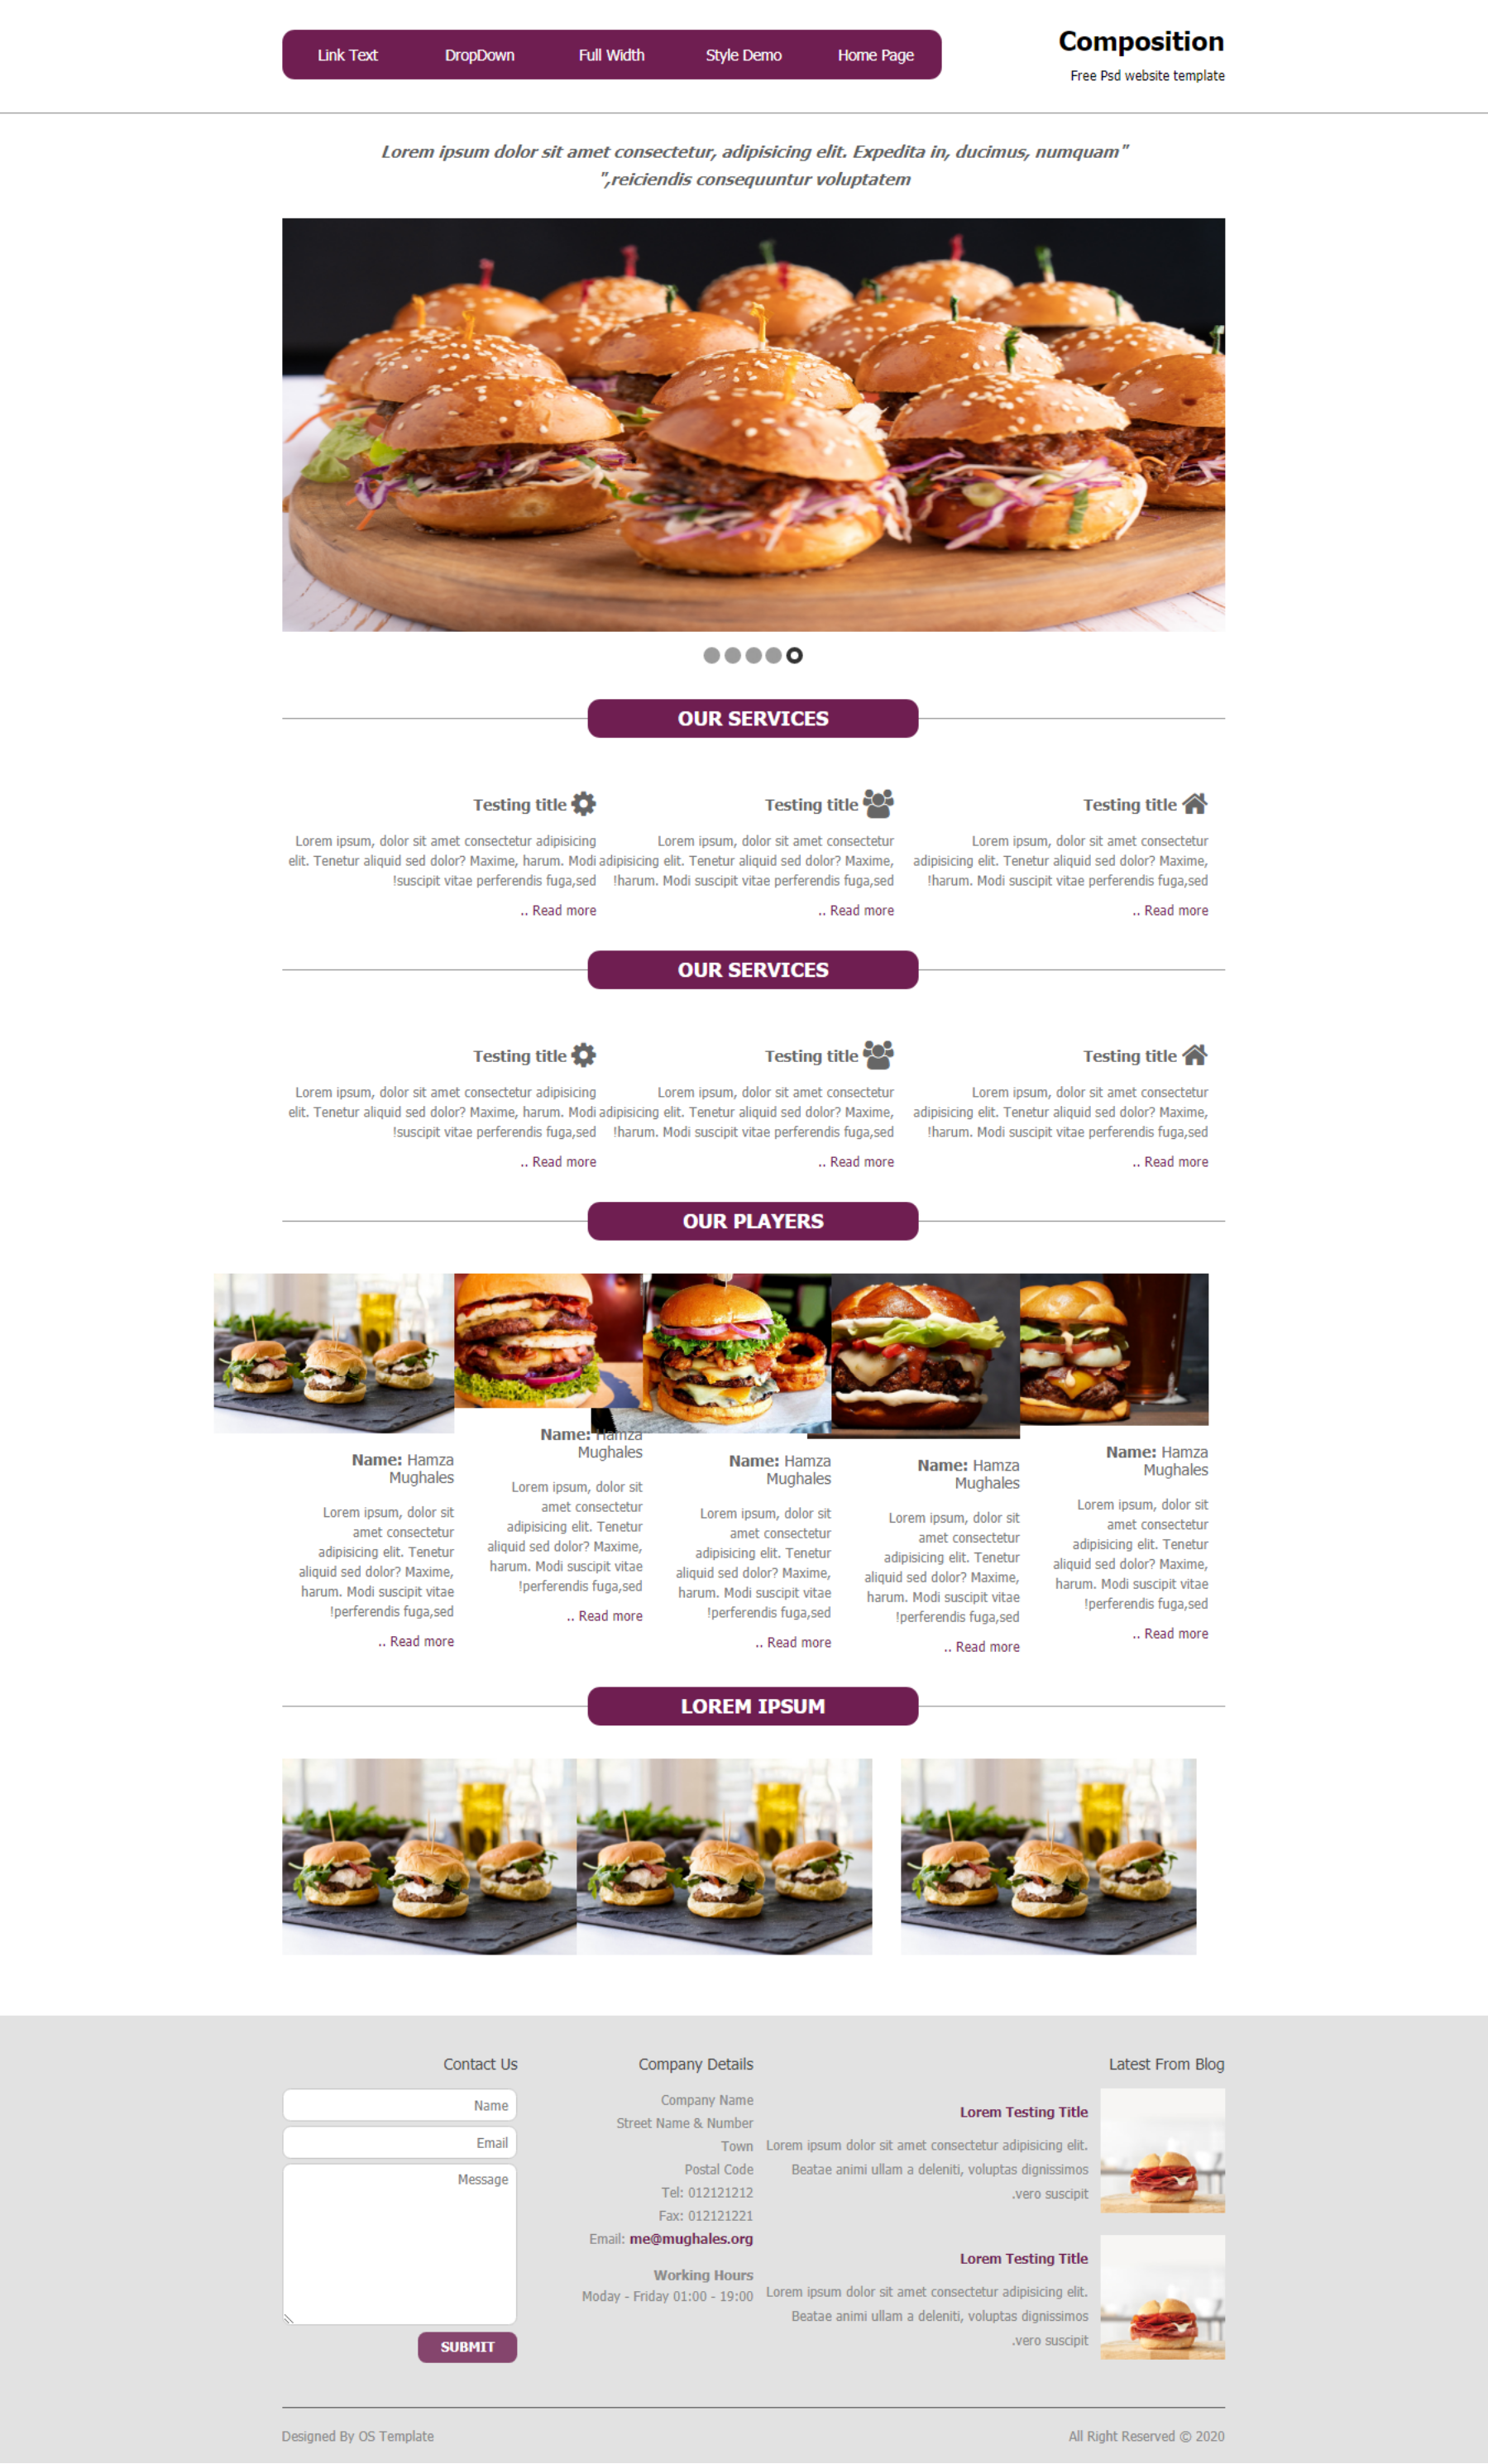 Composition
Free Psd website template
Link Text DropDown Full Width Style Demo Home Page
Lorem ipsum dolor sit amet consectetur, adipisicing elit. Expedita in, ducimus, numquam"
",reiciendis consequuntur voluptatem
OUR SERVICES
Testing title
Lorem ipsum, dolor sit amet consectetur adipisicing
elit. Tenetur aliquid sed dolor? Maxime, harum. Modi
!suscipit vitae perferendis fuga,sed
.. Read more
Testing title
Lorem ipsum, dolor sit amet consectetur
adipisicing elit. Tenetur aliquid sed dolor? Maxime,
!harum. Modi suscipit vitae perferendis fuga,sed
.. Read more
Testing title
Lorem ipsum, dolor sit amet consectetur
adipisicing elit. Tenetur aliquid sed dolor? Maxime,
!harum. Modi suscipit vitae perferendis fuga,sed
.. Read more
OUR SERVICES
Testing title
Lorem ipsum, dolor sit amet consectetur adipisicing
elit. Tenetur aliquid sed dolor? Maxime, harum. Modi
!suscipit vitae perferendis fuga,sed
.. Read more
Testing title
Lorem ipsum, dolor sit amet consectetur
adipisicing elit. Tenetur aliquid sed dolor? Maxime,
!harum. Modi suscipit vitae perferendis fuga,sed
.. Read more
Testing title
Lorem ipsum, dolor sit amet consectetur
adipisicing elit. Tenetur aliquid sed dolor? Maxime,
!harum. Modi suscipit vitae perferendis fuga,sed
.. Read more
OUR PLAYERS
Name: Hamza
Mughales
Lorem ipsum, dolor sit
amet consectetur
adipisicing elit. Tenetur
aliquid sed dolor? Maxime,
harum. Modi suscipit vitae
!perferendis fuga,sed
.. Read more
Name: Hamza
Mughales
Lorem ipsum, dolor sit
amet consectetur
adipisicing elit. Tenetur
aliquid sed dolor? Maxime,
harum. Modi suscipit vitae
!perferendis fuga,sed
.. Read more
Name: Hamza
Mughales
Lorem ipsum, dolor sit
amet consectetur
adipisicing elit. Tenetur
aliquid sed dolor? Maxime,
harum. Modi suscipit vitae
!perferendis fuga,sed
.. Read more
Name: Hamza
Mughales
Lorem ipsum, dolor sit
amet consectetur
adipisicing elit. Tenetur
aliquid sed dolor? Maxime,
harum. Modi suscipit vitae
!perferendis fuga,sed
.. Read more
Name: Hamza
Mughales
Lorem ipsum, dolor sit
amet consectetur
adipisicing elit. Tenetur
aliquid sed dolor? Maxime,
harum. Modi suscipit vitae
!perferendis fuga,sed
.. Read more
LOREM IPSUM
Contact Us
Name
Email
Message
SUBMIT
Company Details
Company Name
Street Name & Number
Town
Postal Code
Tel: 012121212
Fax: 012121221
Email: me@mughales.org
Working Hours
Moday - Friday 01:00 - 19:00
Latest From Blog
Lorem Testing Title
Lorem ipsum dolor sit amet consectetur adipisicing elit.
Beatae animi ullam a deleniti, voluptas dignissimos
.vero suscipit
Lorem Testing Title
Lorem ipsum dolor sit amet consectetur adipisicing elit.
Beatae animi ullam a deleniti, voluptas dignissimos
.vero suscipit
Designed By OS Template
All Right Reserved © 2020